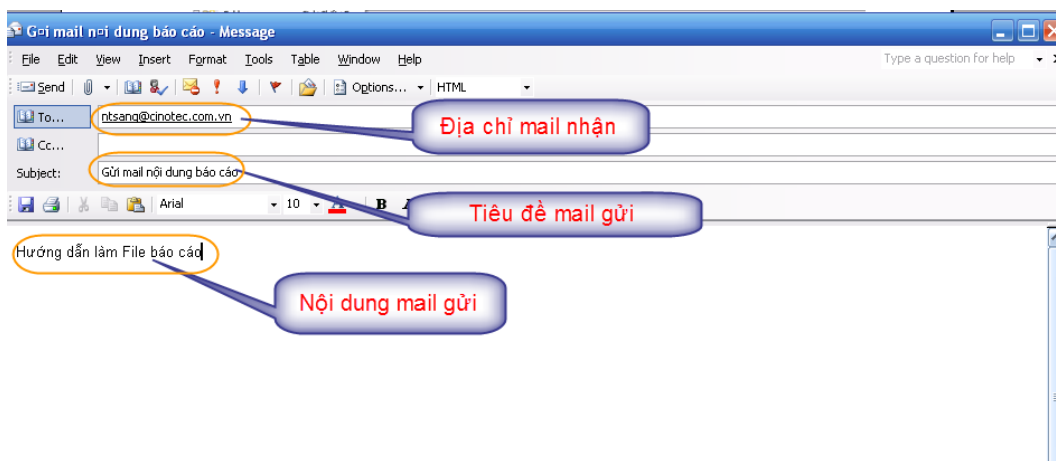 G▫i mail n▫i dung báo cáo - Message
File Edit View Insert Format Tools Table Window Help Type a question for help
Send Options... HTML
To... ntsang@cinotec.com.vn
Địa chỉ mail nhận
Cc...
Subject: Gửi mail nội dung báo cáo
Arial 10 A B
Tiêu đề mail gửi
Hướng dẫn làm File báo cáo
Nội dung mail gửi